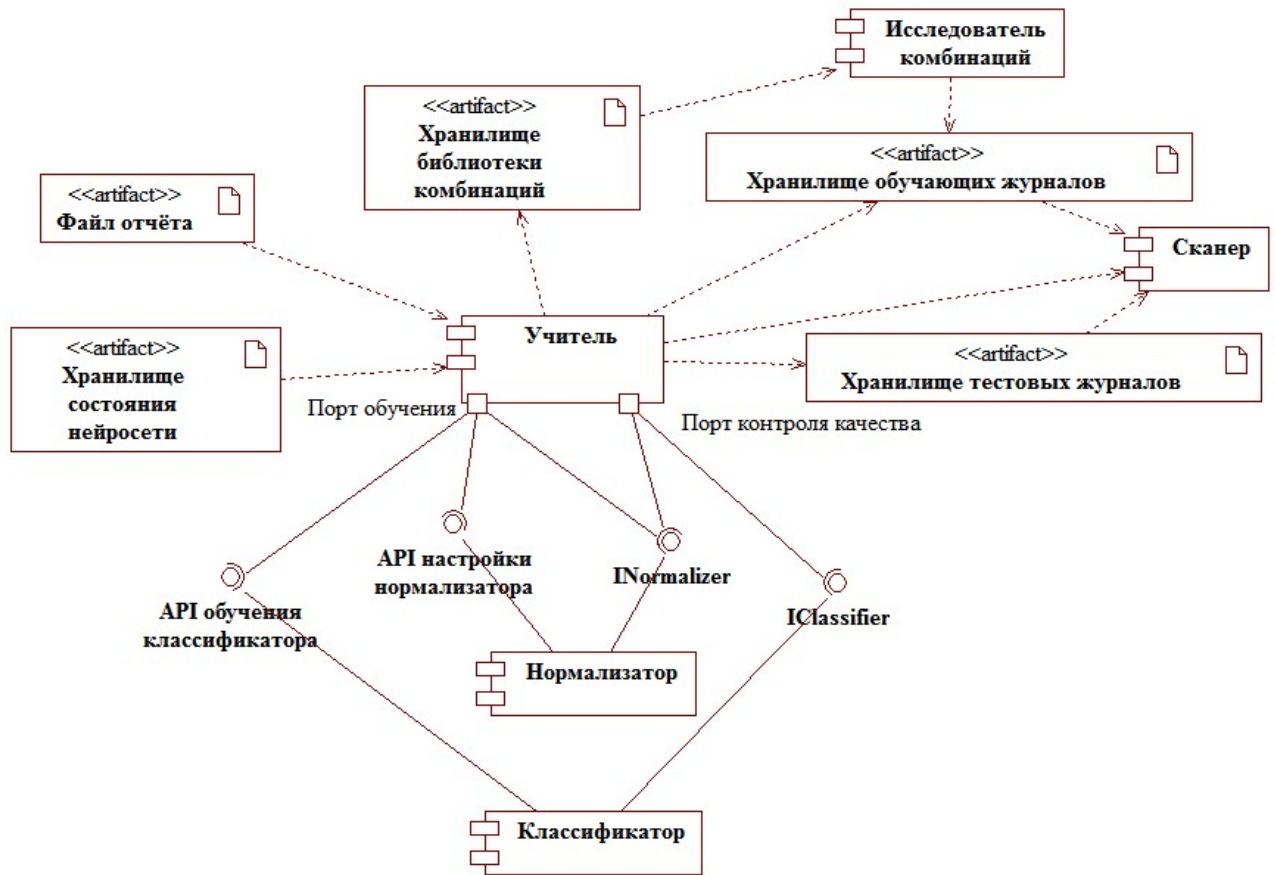 Исследователь
комбинаций
<<artifact>>
Хранилище
библиотеки
комбинаций
<<artifact>>
Хранилище обучающих журналов
<<artifact>>
Файл отчёта
Сканер
Учитель
<<artifact>>
Хранилище
состояния
нейросети
<<artifact>>
Хранилище тестовых журналов
Порт обучения
Порт контроля качества
API настройки
нормализатора
INormalizer
API обучения
классификатора
IClassifier
Нормализатор
Классификатор